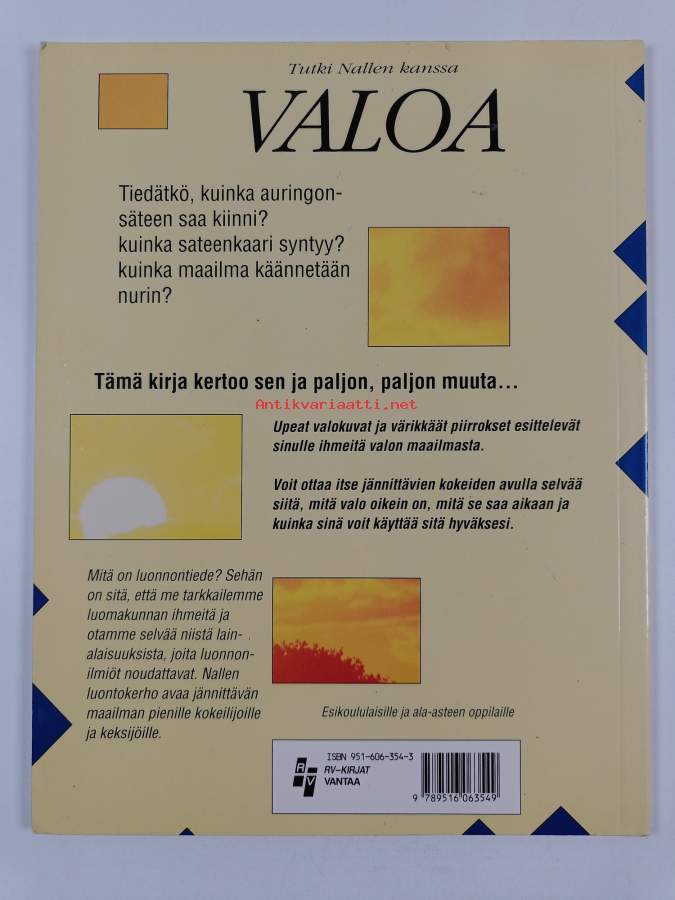 Tutki Nallen kanssa
VALOA
Tiedätkö, kuinka auringon-
säteen saa kiinni?
kuinka sateenkaari syntyy?
kuinka maailma käännetään
nurin?
Tämä kirja kertoo sen ja paljon, paljon muuta...
Antikvariaatti.net
Upeat valokuvat ja värikkäät piirrokset esittelevät
sinulle ihmeitä valon maailmasta.
Voit ottaa itse jännittävien kokeiden avulla selvää
siitä, mitä valo oikein on, mitä se saa aikaan ja
kuinka sinä voit käyttää sitä hyväksesi.
Mitä on luonnontiede? Sehän
on sitä, että me tarkkailemme
luomakunnan ihmeitä ja
otamme selvää niistä lain-
alaisuuksista, joita luonnon-
ilmiöt noudattavat. Nallen
luontokerho avaa jännittävän
maailman pienille kokeilijoille
ja keksijöille.
Esikoululaisille ja ala-asteen oppilaille
ISBN 951-606-354-3
RV
RV-KIRJAT
VANTAA
9 789516 063549